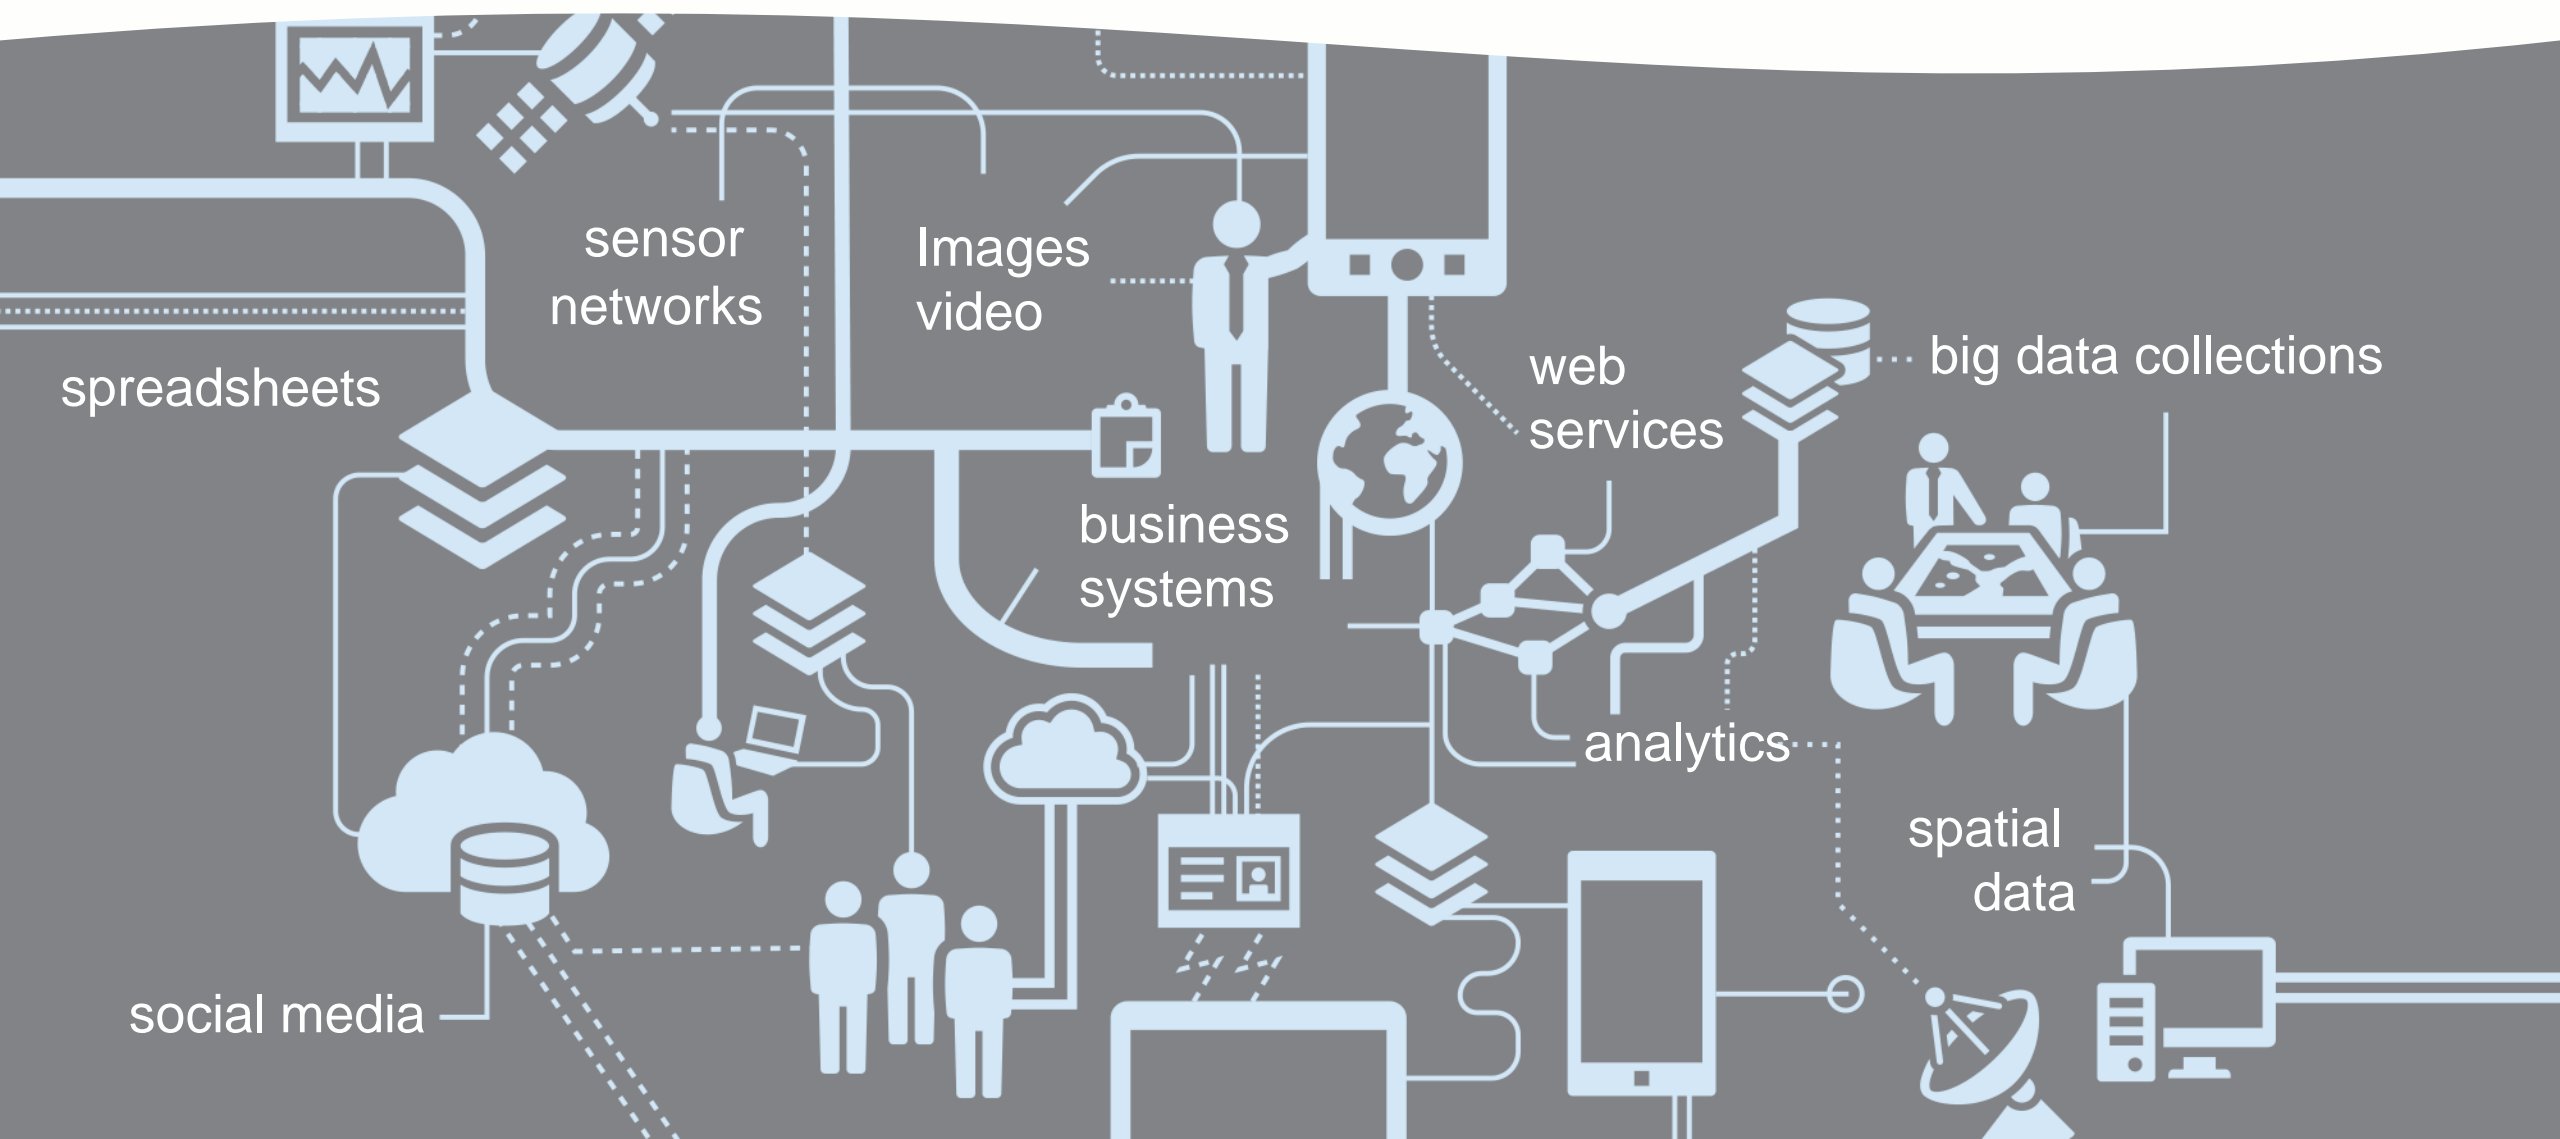 sensor
networks
Images
video
spreadsheets
web
services
big data collections
business
systems
analytics
spatial
data
social media